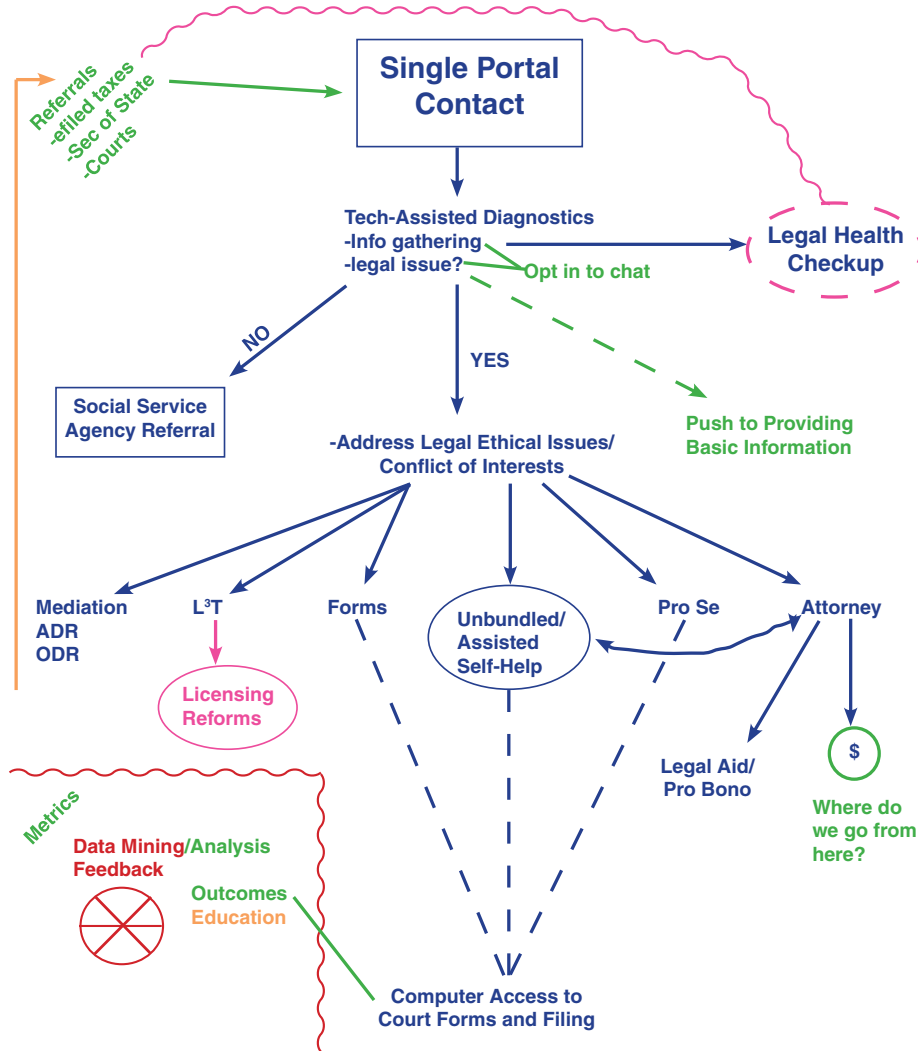 Referrals
-efiled taxes
-Sec of State
-Courts
Single Portal
Contact
Tech-Assisted Diagnostics
-Info gathering
-legal issue?
Opt in to chat
Legal Health
Checkup
NO
YES
Social Service
Agency Referral
Push to Providing
Basic Information
-Address Legal Ethical Issues/
Conflict of Interests
Mediation
ADR
ODR
L³T
Forms
Unbundled/
Assisted
Self-Help
Pro Se
Attorney
Licensing
Reforms
Legal Aid/
Pro Bono
$
Where do
we go from
here?
Metrics
Data Mining/Analysis
Feedback
Outcomes
Education
Computer Access to
Court Forms and Filing